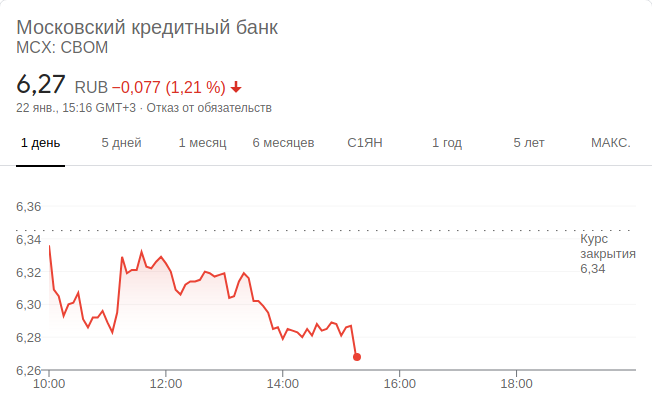 Московский кредитный банк
MCX: CBOM
6,27 RUB −0,077 (1,21 %)
22 янв., 15:16 GMT+3 · Отказ от обязательств
1 день 5 дней 1 месяц 6 месяцев С1ЯН 1 год 5 лет МАКС.
6,36
6,34
6,32
6,30
6,28
6,26
Курс
закрытия
6,34
10:00 12:00 14:00 16:00 18:00